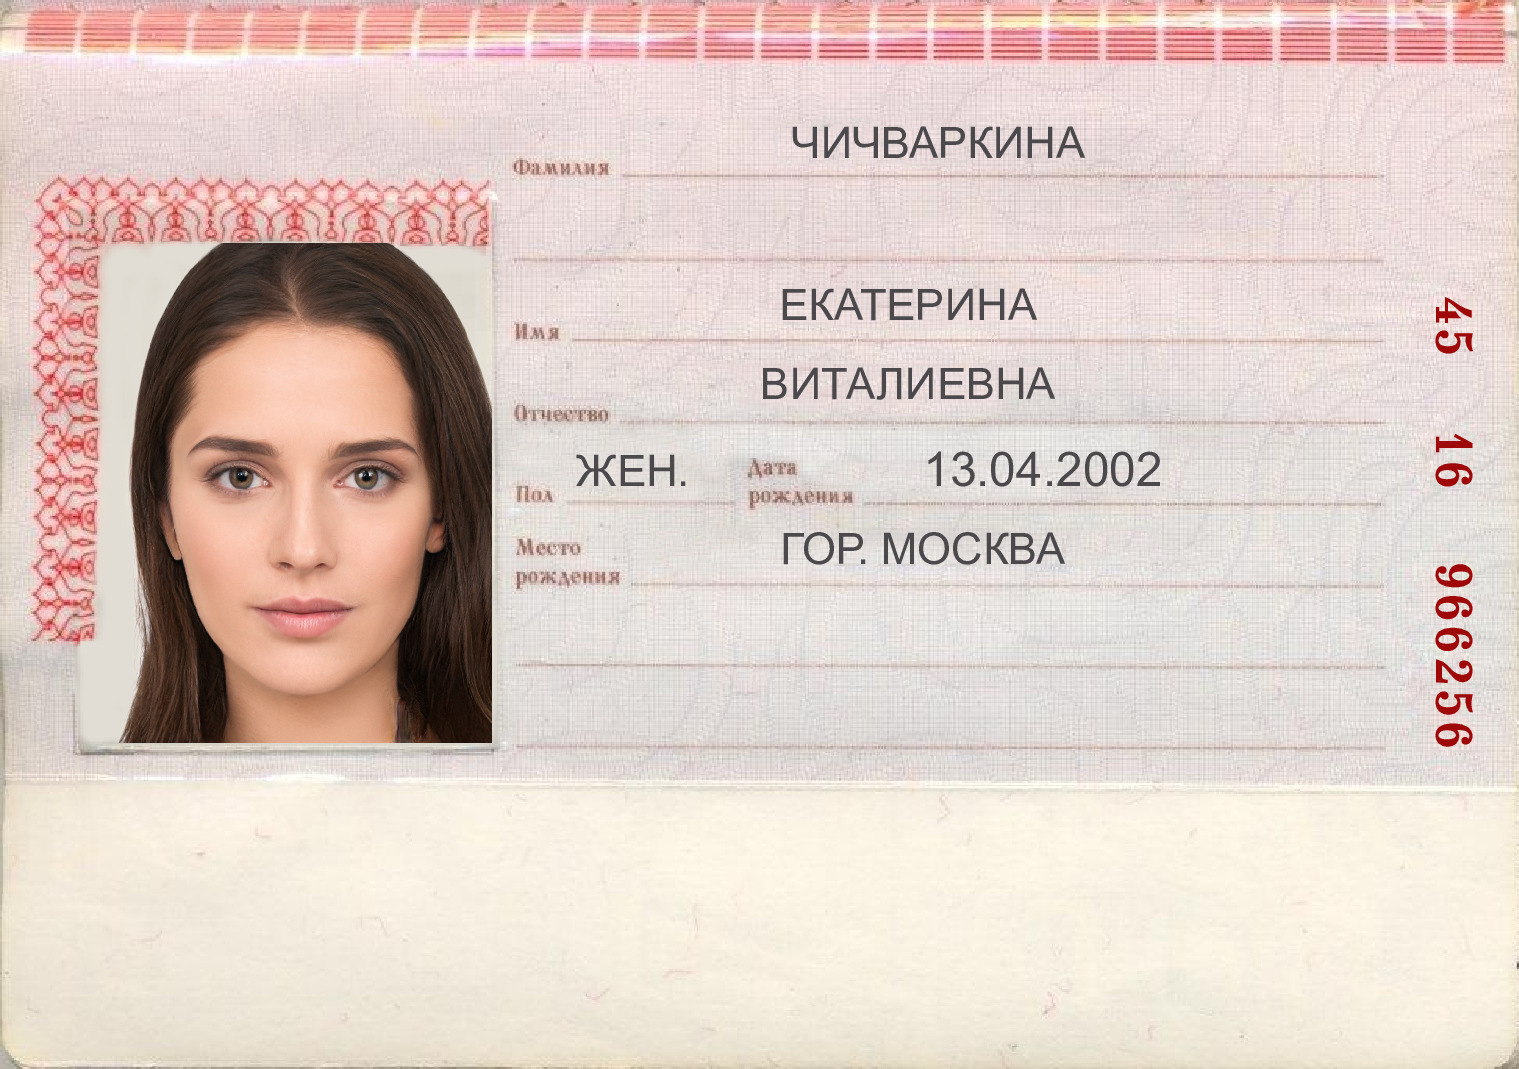 Фамилия ЧИЧВАРКИНА
Имя ЕКАТЕРИНА
Отчество ВИТАЛИЕВНА
Пол ЖЕН. Дата рождения 13.04.2002
Место рождения ГОР. МОСКВА
45 16 966256